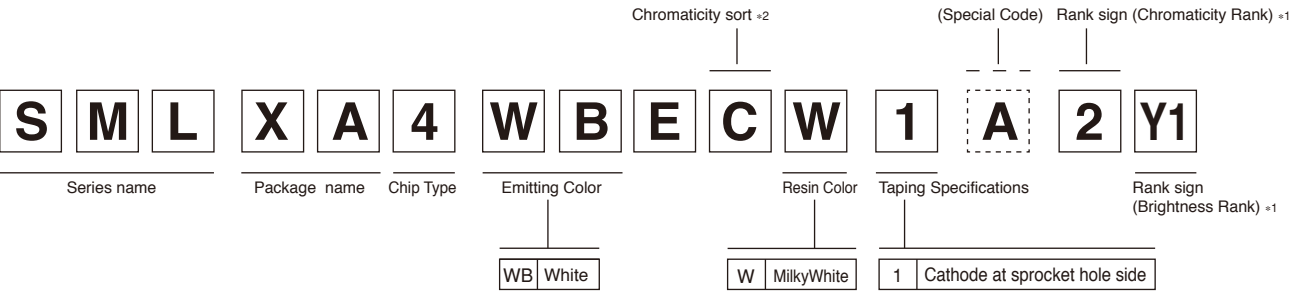 Chromaticity sort *2
(Special Code) Rank sign (Chromaticity Rank) *1
S M L X A 4 W B E C W 1 A 2 Y1
Series name Package name Chip Type Emitting Color Resin Color Taping Specifications Rank sign
(Brightness Rank) *1
WB White W MilkyWhite 1 Cathode at sprocket hole side